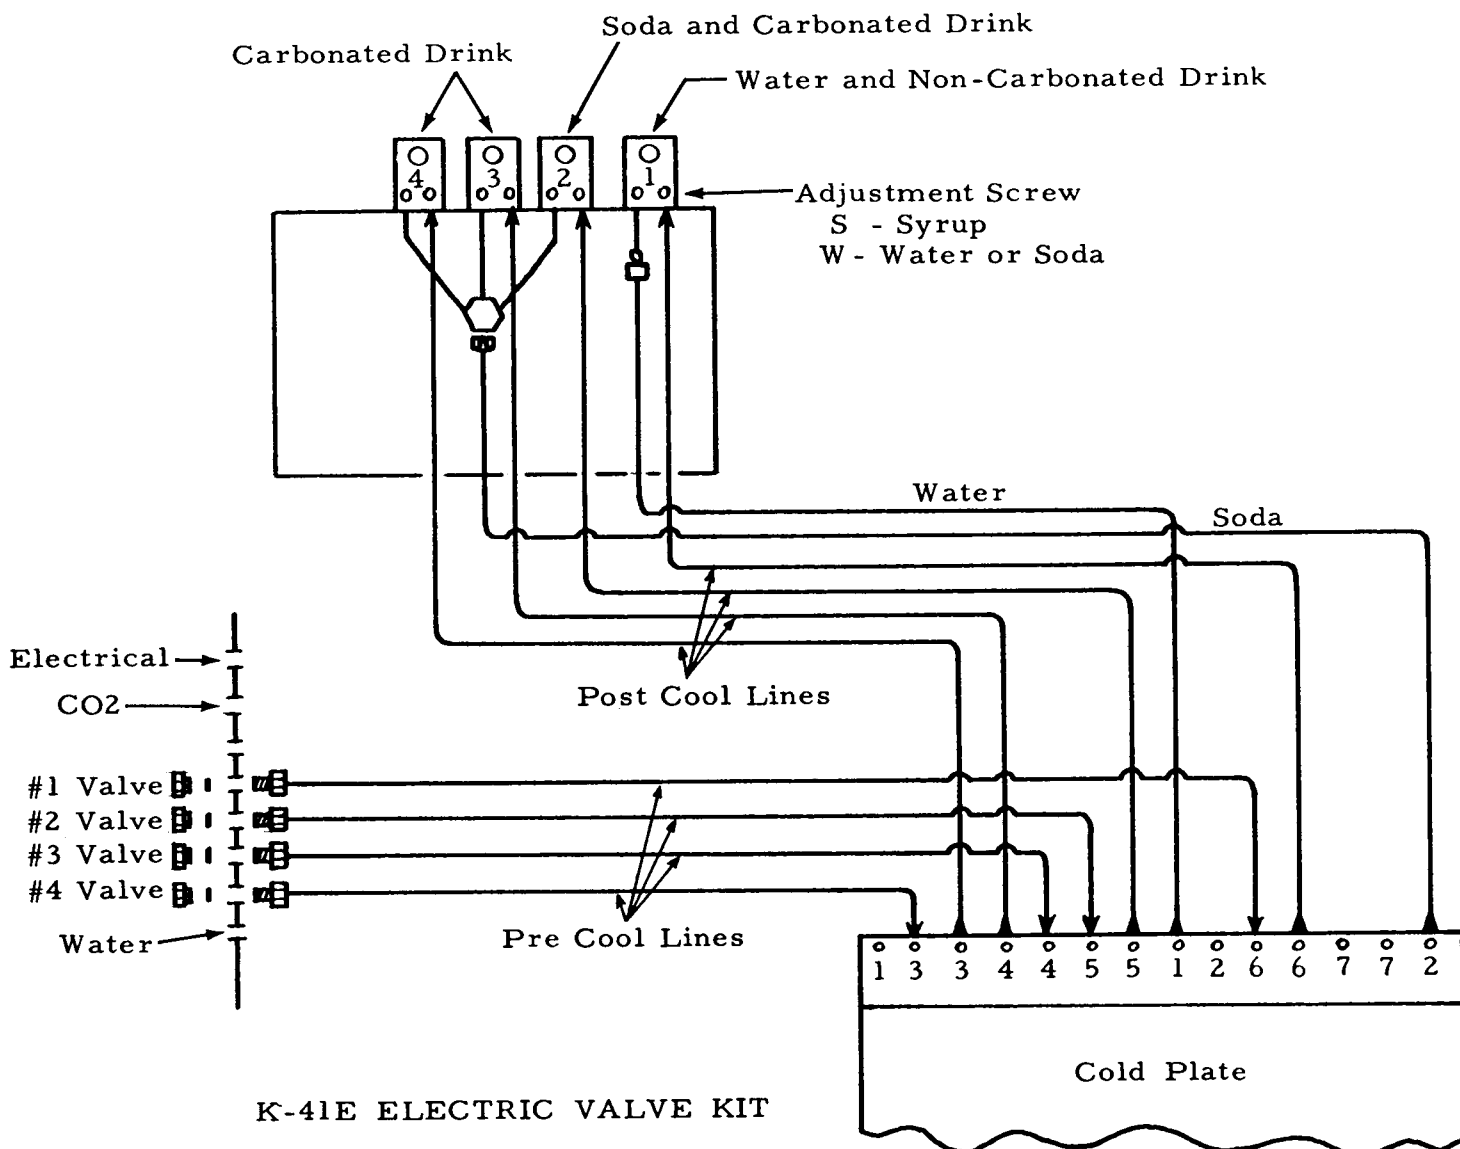 Soda and Carbonated Drink
Carbonated Drink
Water and Non-Carbonated Drink
4 3 2 1
Adjustment Screw
S - Syrup
W - Water or Soda
Water
Soda
Electrical
CO2
Post Cool Lines
#1 Valve
#2 Valve
#3 Valve
#4 Valve
Water
Pre Cool Lines
1 3 3 4 4 5 5 1 2 6 6 7 7 2
Cold Plate
K-41E ELECTRIC VALVE KIT